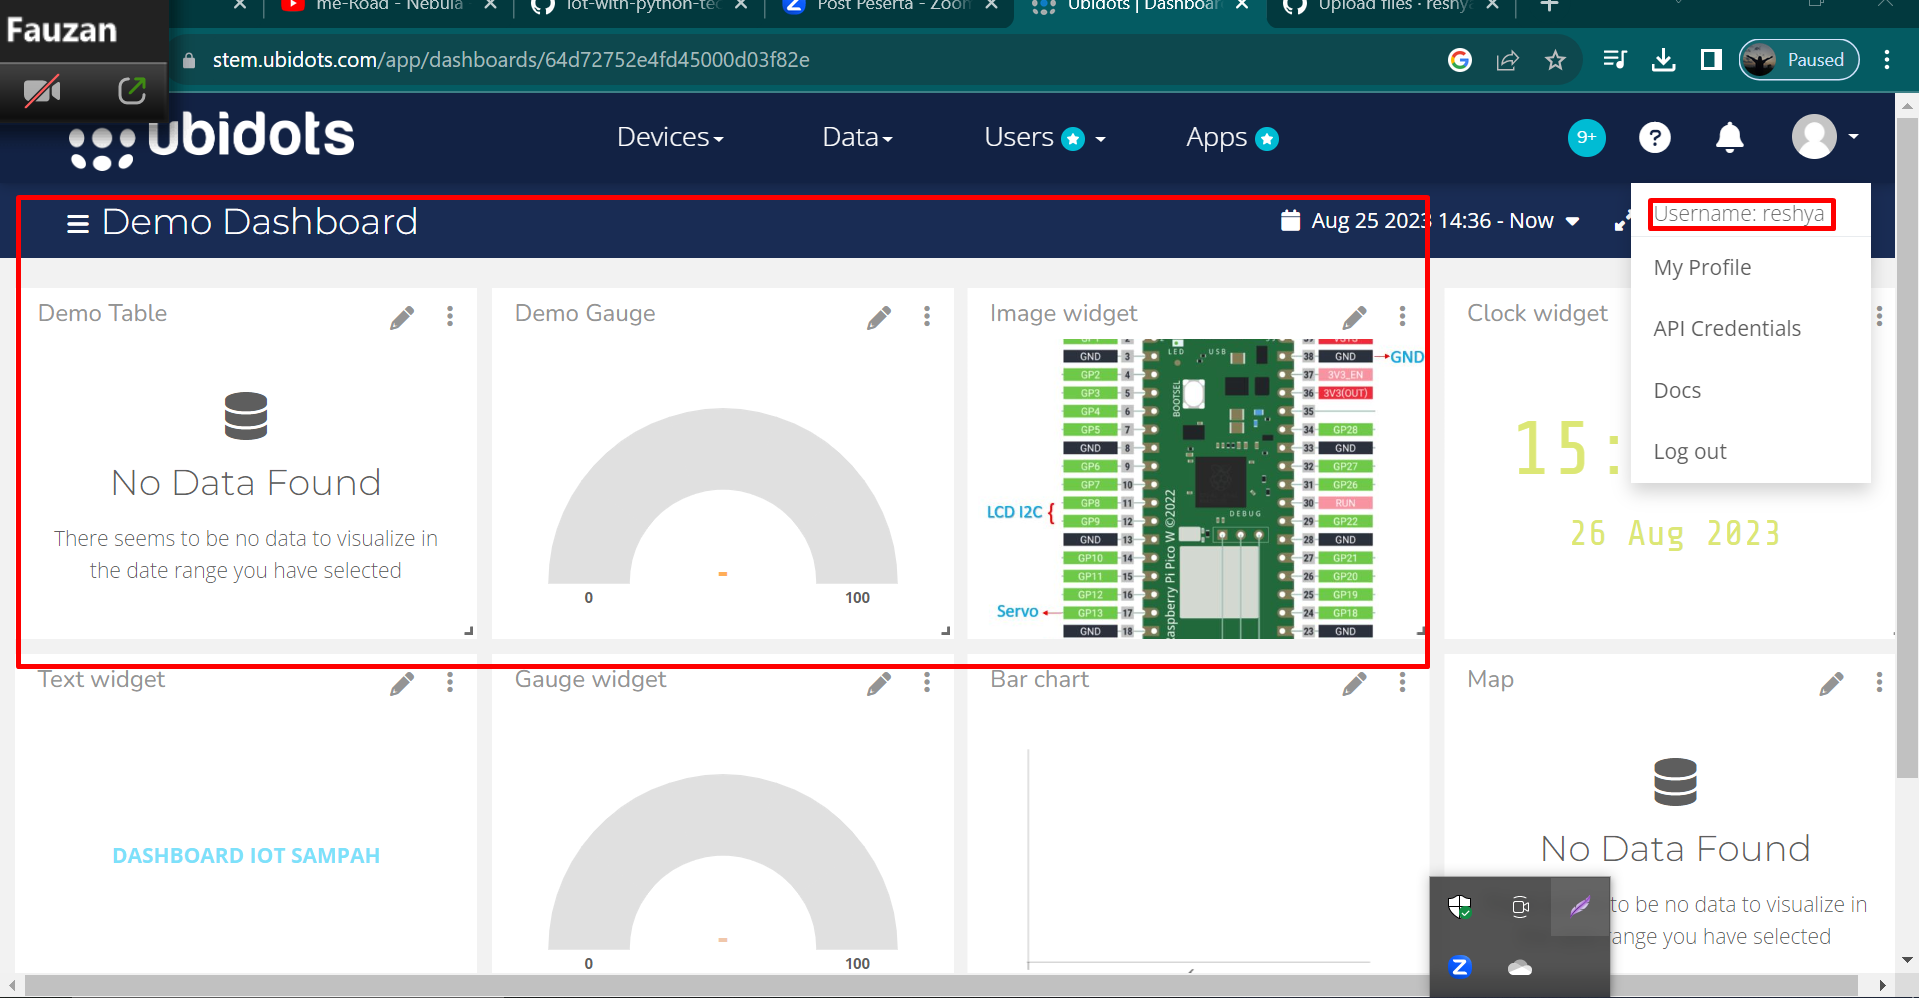 Fauzan
me-Road - Nebula
iot-with-python-tec
Post Peserta - Zoom
Ubidots | Dashboar
Upload files · reshya
stem.ubidots.com/app/dashboards/64d72752e4fd45000d03f82e
Paused
ubidots
Devices
Data
Users
Apps
9+
?
Demo Dashboard
Aug 25 2023 14:36 - Now
Username: reshya
My Profile
API Credentials
Docs
Log out
Demo Table
No Data Found
There seems to be no data to visualize in
the date range you have selected
Demo Gauge
-
0
100
Image widget
LED
USB
BOOTSEL
DEBUG
Raspberry Pi Pico W ©2022
GND 3
GP2 4
GP3 5
GP4 6
GP5 7
GND 8
GP6 9
GP7 10
GP8 11
GP9 12
GND 13
GP10 14
GP11 15
GP12 16
GP13 17
GND 18
LCD I2C {
Servo
38 GND
GND
37 3V3_EN
36 3V3(OUT)
35
34 GP28
33 GND
32 GP27
31 GP26
30 RUN
29 GP22
28 GND
27 GP21
26 GP20
25 GP19
24 GP18
23 GND
Clock widget
15:
26 Aug 2023
Text widget
DASHBOARD IOT SAMPAH
Gauge widget
-
0
100
Bar chart
Map
No Data Found
to be no data to visualize in
ange you have selected